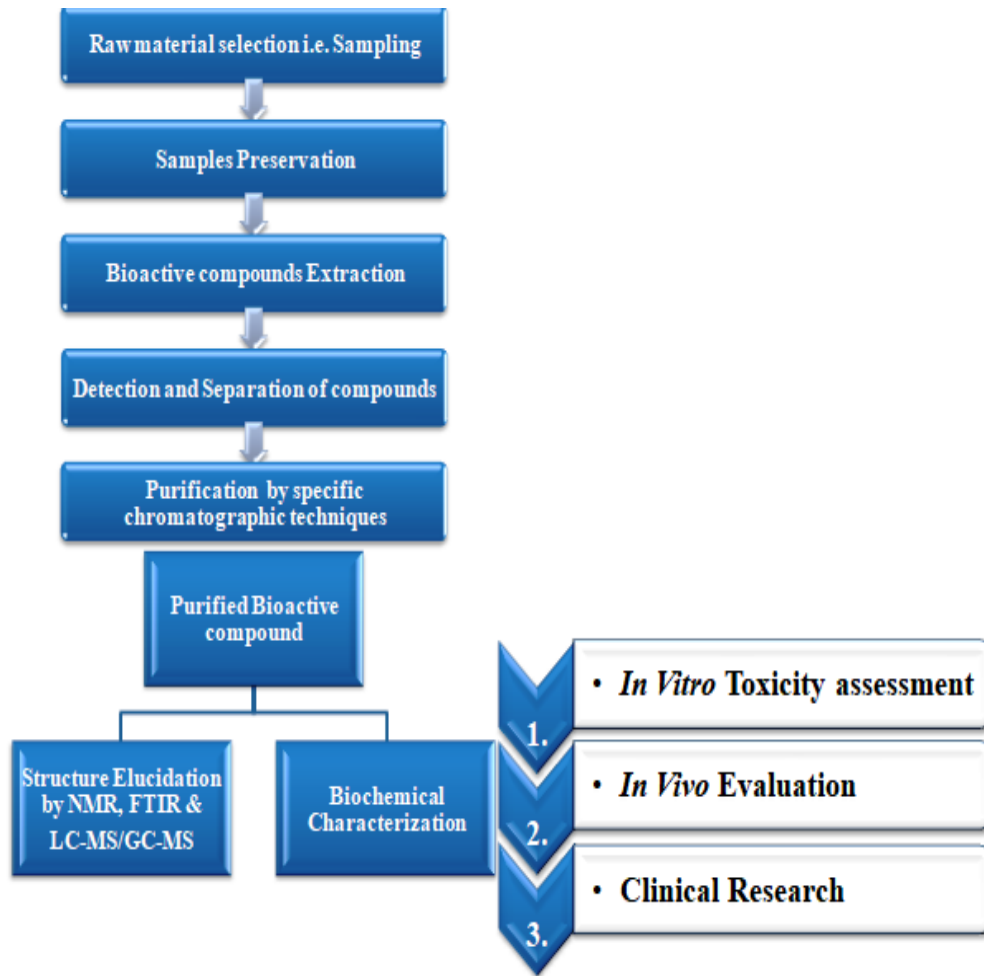 Raw material selection i.e. Sampling
Samples Preservation
Bioactive compounds Extraction
Detection and Separation of compounds
Purification by specific
chromatographic techniques
Purified Bioactive
compound
Structure Elucidation
by NMR, FTIR &
LC-MS/GC-MS
Biochemical
Characterization
1.
• In Vitro Toxicity assessment
2.
• In Vivo Evaluation
3.
• Clinical Research